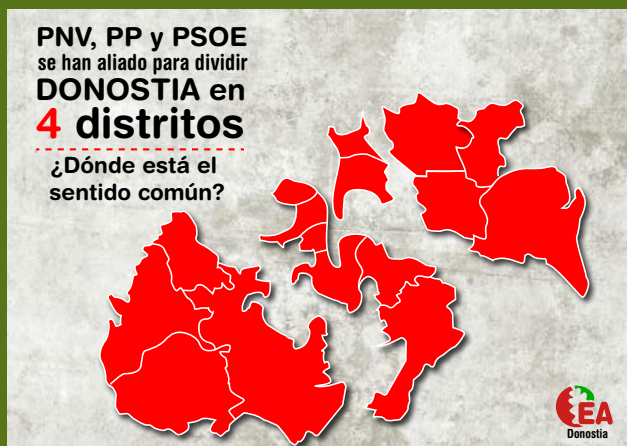 PNV, PP y PSOE
se han aliado para dividir
DONOSTIA en
4 distritos
¿Dónde está el
sentido común?
EA
Donostia